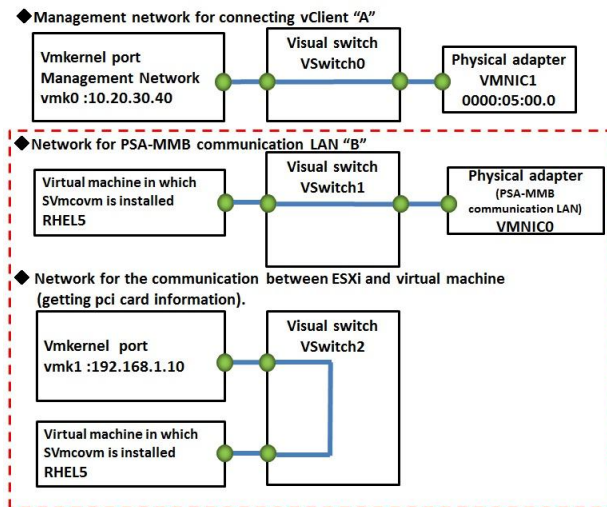 ◆Management network for connecting vClient “A”
Vmkernel port
Management Network
vmk0 :10.20.30.40
Visual switch
VSwitch0
Physical adapter
VMNIC1
0000:05:00.0
◆Network for PSA-MMB communication LAN “B”
Virtual machine in which
SVmcovm is installed
RHEL5
Visual switch
VSwitch1
Physical adapter
(PSA-MMB
communication LAN)
VMNIC0
◆Network for the communication between ESXi and virtual machine
(getting pci card information).
Vmkernel port
vmk1 :192.168.1.10
Visual switch
VSwitch2
Virtual machine in which
SVmcovm is installed
RHEL5